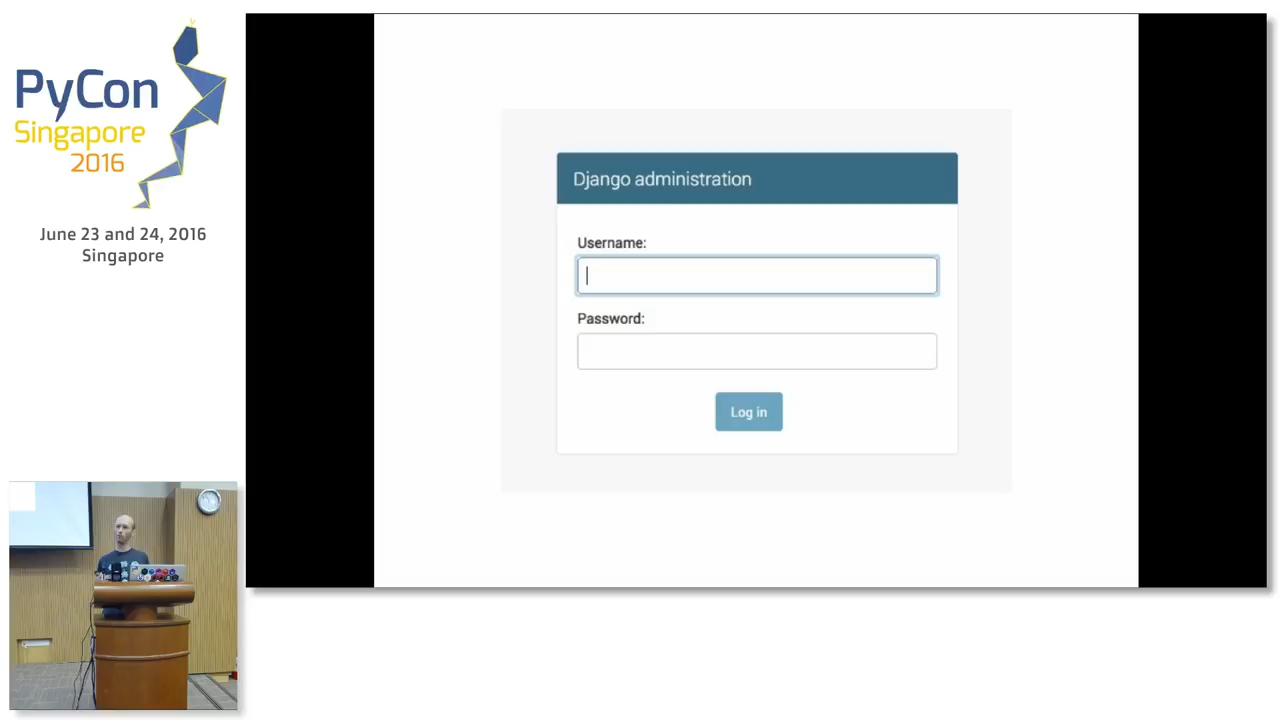 PyCon
Singapore
2016
June 23 and 24, 2016
Singapore
Django administration
Username:
Password:
Log in